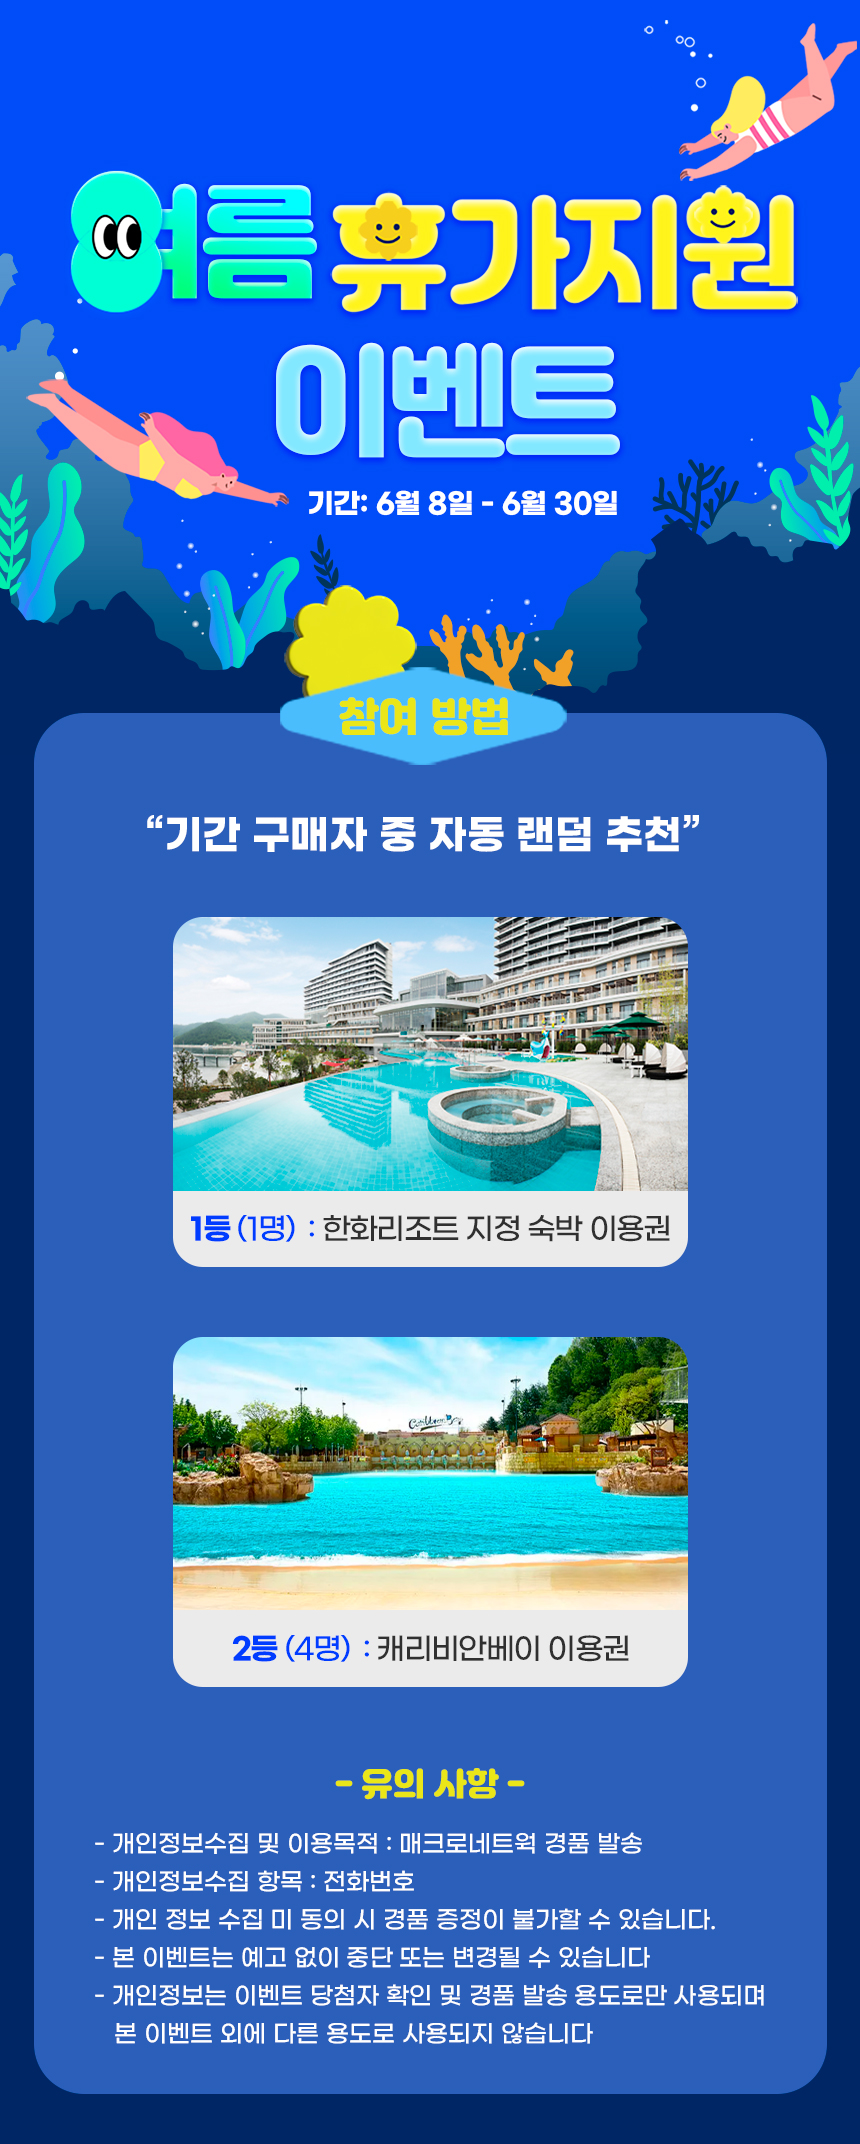 여름 휴가지원
이벤트
기간: 6월 8일 - 6월 30일
참여 방법
“기간 구매자 중 자동 랜덤 추천”
1등 (1명) : 한화리조트 지정 숙박 이용권
Caribbean Bay
2등 (4명) : 캐리비안베이 이용권
- 유의 사항 -
- 개인정보수집 및 이용목적 : 매크로네트웍 경품 발송
- 개인정보수집 항목 : 전화번호
- 개인 정보 수집 미 동의 시 경품 증정이 불가할 수 있습니다.
- 본 이벤트는 예고 없이 중단 또는 변경될 수 있습니다
- 개인정보는 이벤트 당첨자 확인 및 경품 발송 용도로만 사용되며
본 이벤트 외에 다른 용도로 사용되지 않습니다